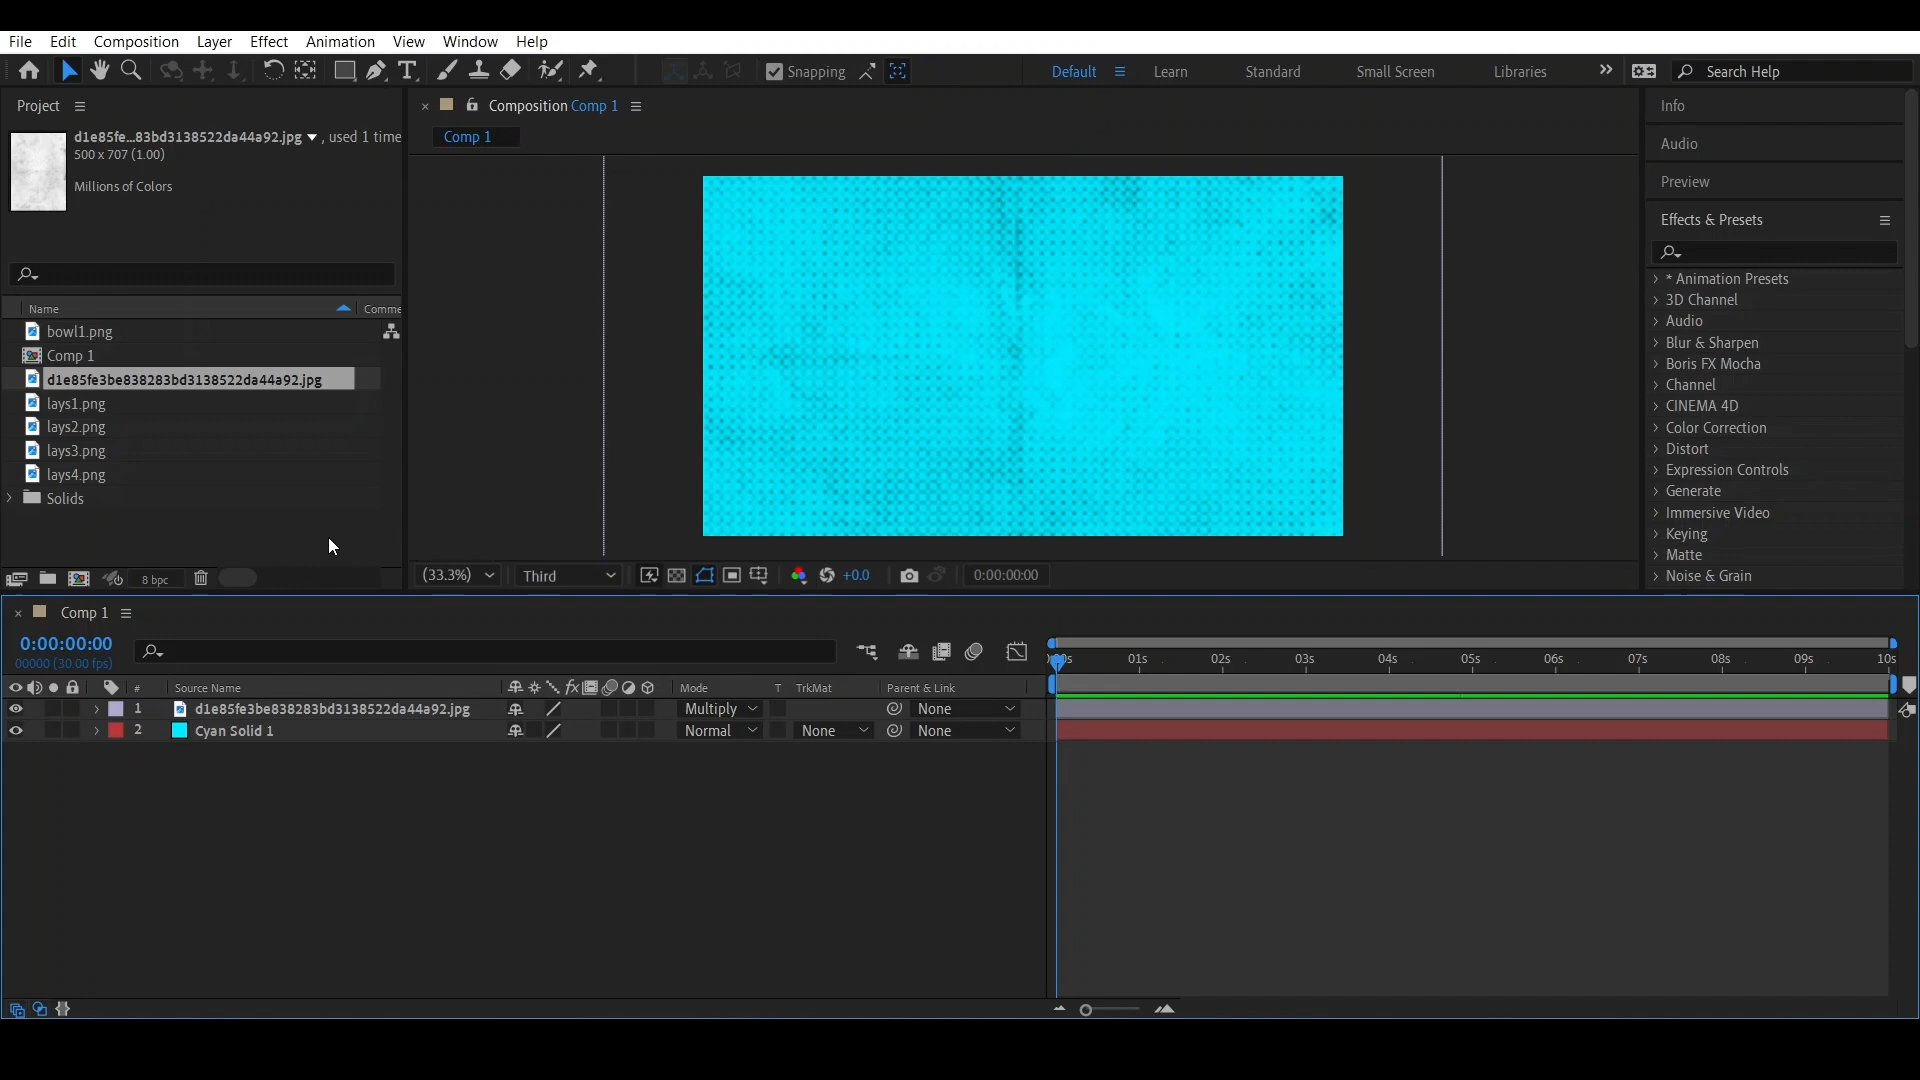 File Edit Composition Layer Effect Animation View Window Help
Snapping Default Learn Standard Small Screen Libraries Search Help
Project
d1e85fe...83bd3138522da44a92.jpg , used 1 time
500 x 707 (1.00)
Millions of Colors
Name Comme
bowl1.png
Comp 1
d1e85fe3be838283bd3138522da44a92.jpg
lays1.png
lays2.png
lays3.png
lays4.png
Solids
8 bpc
Composition Comp 1
Comp 1
(33.3%) Third +0.0 0:00:00:00
Info
Audio
Preview
Effects & Presets
* Animation Presets
3D Channel
Audio
Blur & Sharpen
Boris FX Mocha
Channel
CINEMA 4D
Color Correction
Distort
Expression Controls
Generate
Immersive Video
Keying
Matte
Noise & Grain
Comp 1
0:00:00:00
00000 (30.00 fps)
01s 02s 03s 04s 05s 06s 07s 08s 09s 10s
# Source Name fx Mode T TrkMat Parent & Link
1 d1e85fe3be838283bd3138522da44a92.jpg Multiply None
2 Cyan Solid 1 Normal None None